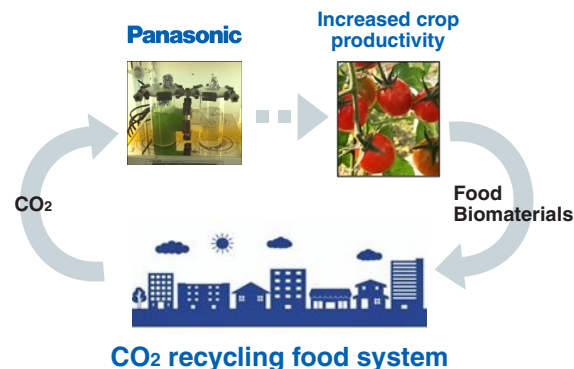 Panasonic
Increased crop
productivity
CO₂
Food
Biomaterials
CO₂ recycling food system